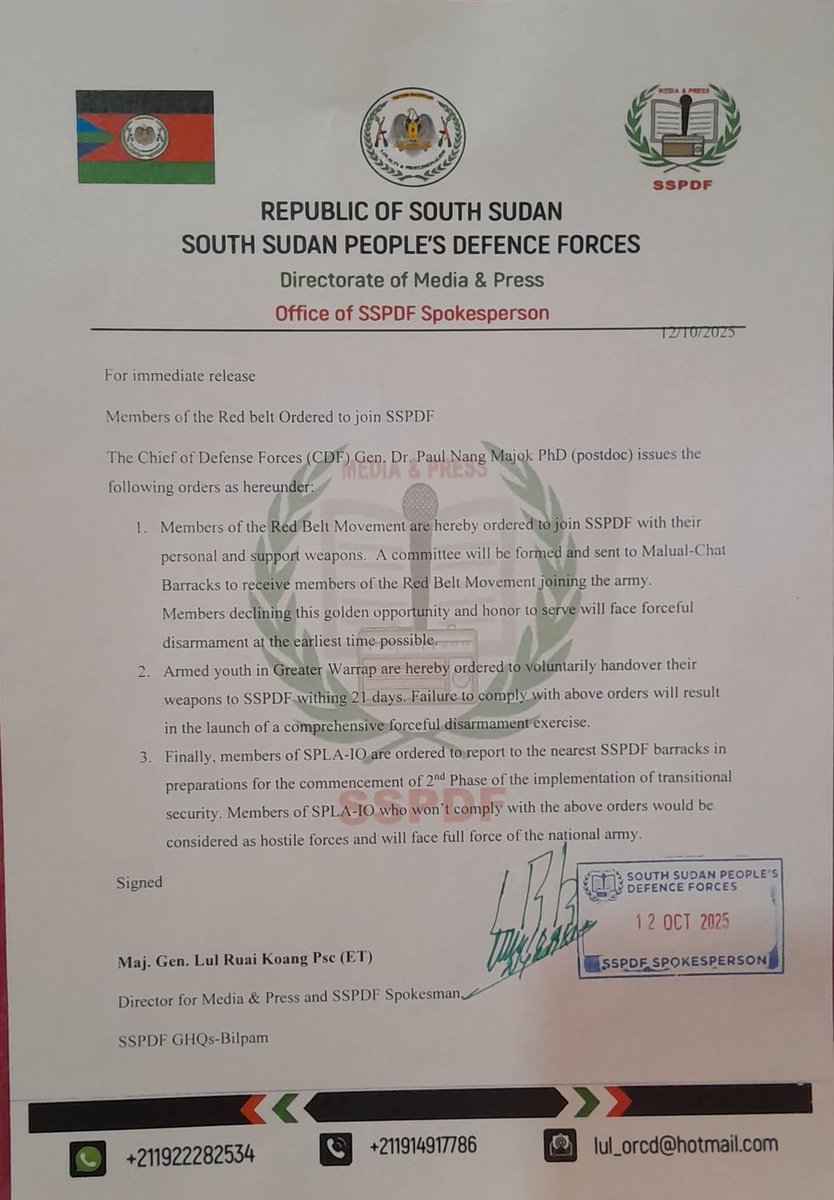 MEDIA & PRESS
SSPDF
REPUBLIC OF SOUTH SUDAN
SOUTH SUDAN PEOPLE'S DEFENCE FORCES
Directorate of Media & Press
Office of SSPDF Spokesperson
12/10/2025
For immediate release
Members of the Red belt Ordered to join SSPDF
The Chief of Defense Forces (CDF) Gen. Dr. Paul Nang Majok PhD (postdoc) issues the
following orders as hereunder:
MEDIA & PRESS
1. Members of the Red Belt Movement are hereby ordered to join SSPDF with their
personal and support weapons. A committee will be formed and sent to Malual-Chat
Barracks to receive members of the Red Belt Movement joining the army.
Members declining this golden opportunity and honor to serve will face forceful
disarmament at the earliest time possible.
2. Armed youth in Greater Warrap are hereby ordered to voluntarily handover their
weapons to SSPDF withing 21 days. Failure to comply with above orders will result
in the launch of a comprehensive forceful disarmament exercise.
3. Finally, members of SPLA-IO are ordered to report to the nearest SSPDF barracks in
preparations for the commencement of 2nd Phase of the implementation of transitional
security. Members of SPLA-IO who won't comply with the above orders would be
considered as hostile forces and will face full force of the national army.
SSPDF
Signed
SOUTH SUDAN PEOPLE'S
DEFENCE FORCES
12 OCT 2025
SSPDF SPOKESPERSON
Maj. Gen. Lul Ruai Koang Psc (ET)
Director for Media & Press and SSPDF Spokesman
SSPDF GHQs-Bilpam
+211922282534
+211914917786
lul_orcd@hotmail.com